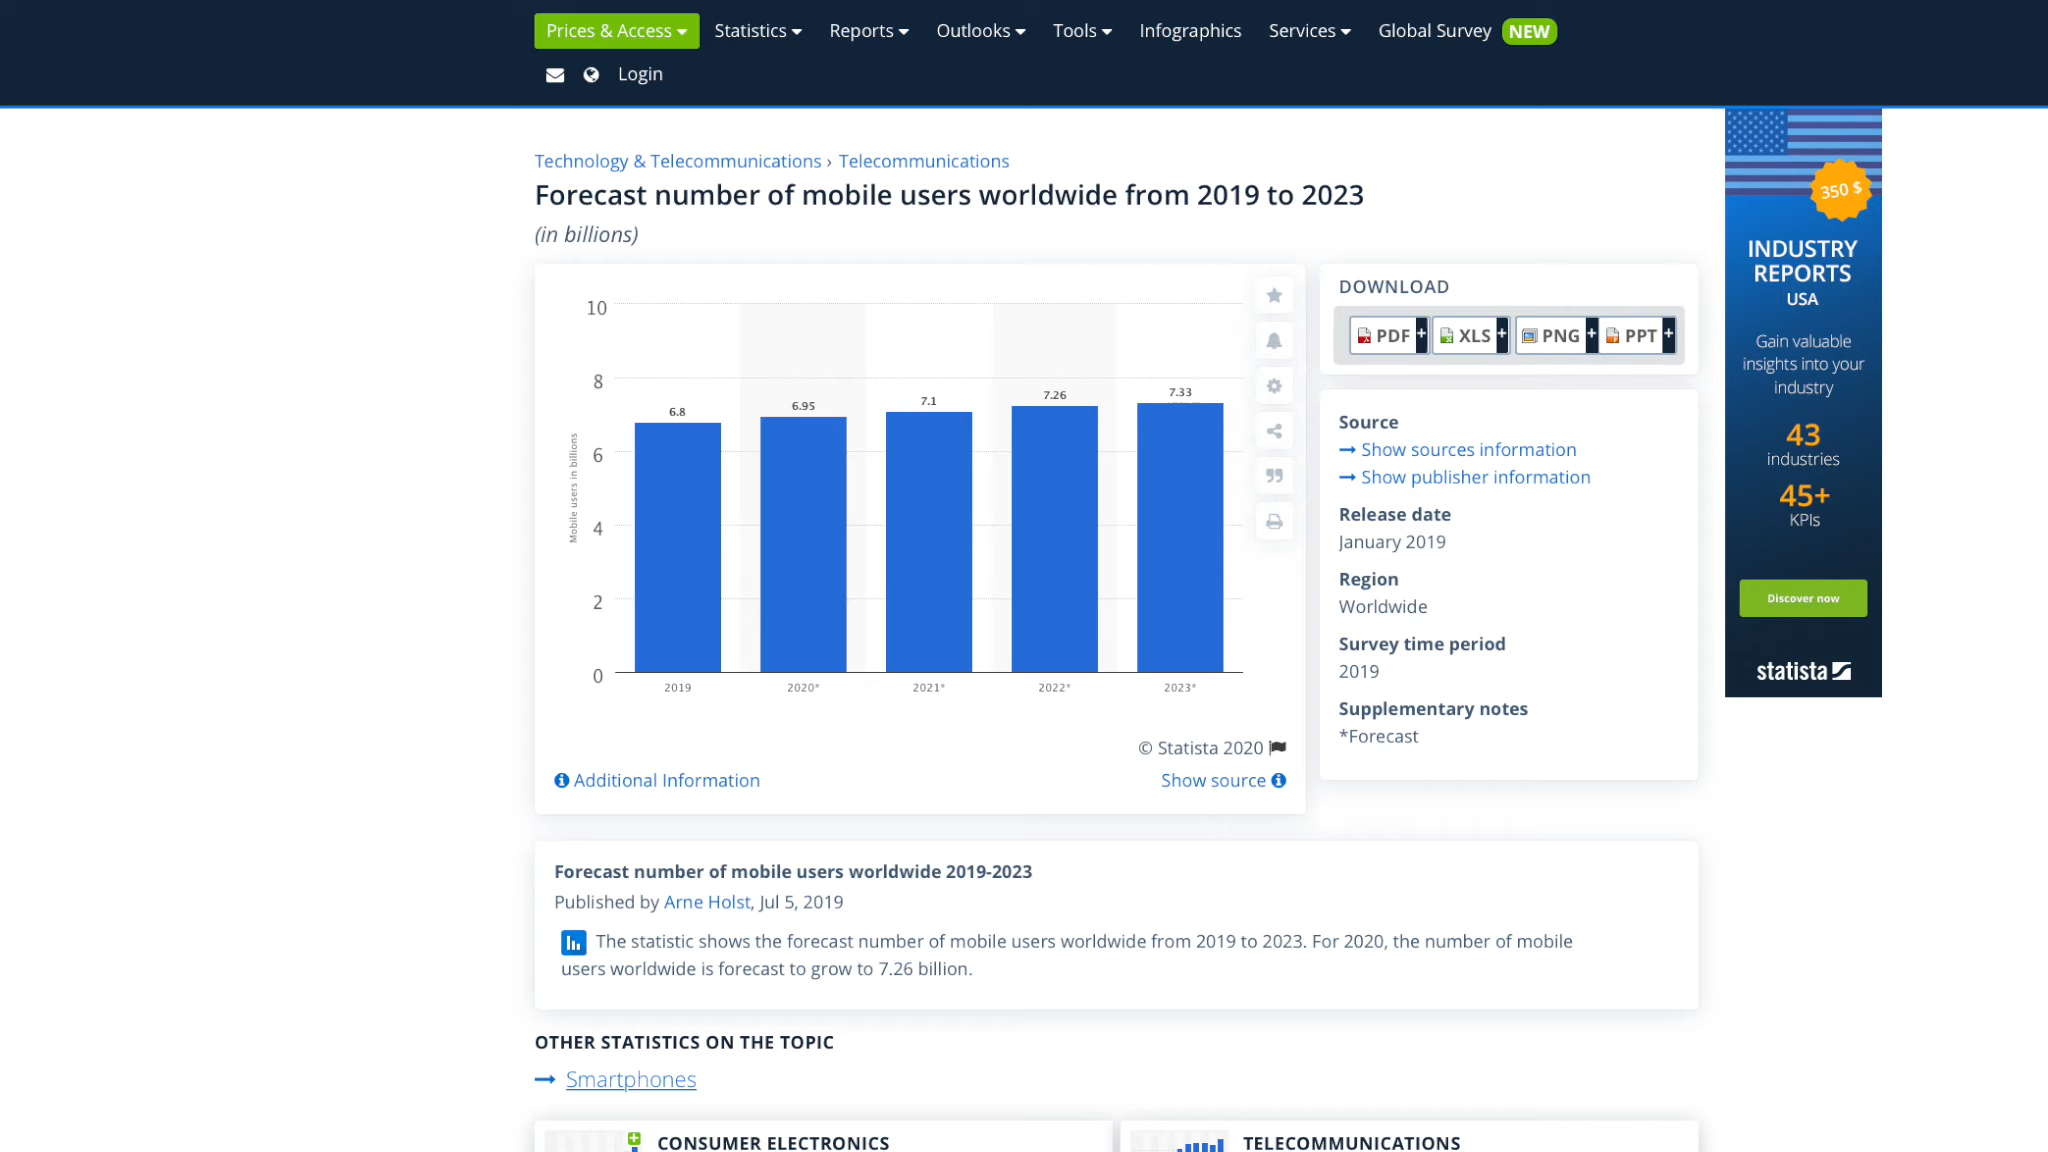 Prices & Access Statistics Reports Outlooks Tools Infographics Services Global Survey NEW
Login
Technology & Telecommunications › Telecommunications
Forecast number of mobile users worldwide from 2019 to 2023
(in billions)
10
8
6
4
2
0
Mobile users in billions
6.8
6.95
7.1
7.26
7.33
2019
2020*
2021*
2022*
2023*
© Statista 2020
Additional Information
Show source
DOWNLOAD
PDF + XLS + PNG + PPT +
Source
Show sources information
Show publisher information
Release date
January 2019
Region
Worldwide
Survey time period
2019
Supplementary notes
*Forecast
350 $
INDUSTRY
REPORTS
USA
Gain valuable
insights into your
industry
43
industries
45+
KPIs
Discover now
statista
Forecast number of mobile users worldwide 2019-2023
Published by Arne Holst, Jul 5, 2019
The statistic shows the forecast number of mobile users worldwide from 2019 to 2023. For 2020, the number of mobile
users worldwide is forecast to grow to 7.26 billion.
OTHER STATISTICS ON THE TOPIC
Smartphones
CONSUMER ELECTRONICS
TELECOMMUNICATIONS